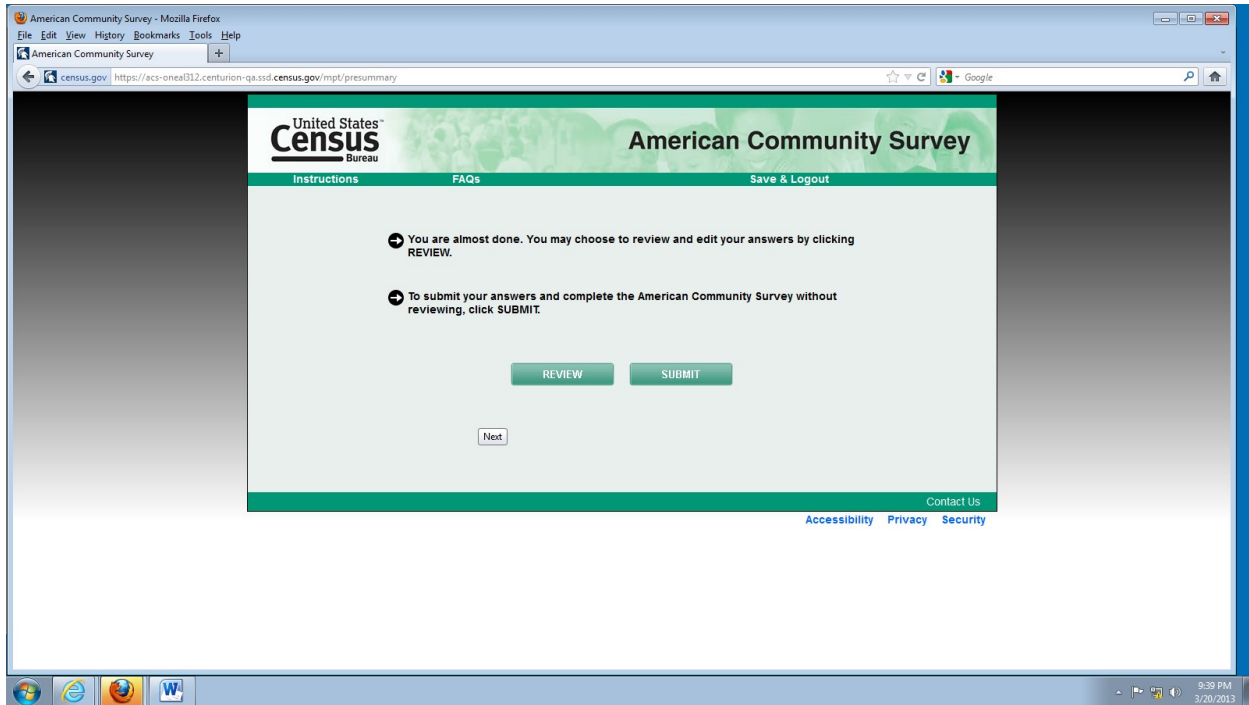 American Community Survey - Mozilla Firefox
File Edit View History Bookmarks Tools Help
American Community Survey +
census.gov https://acs-oneal312.centurion-qa.ssd.census.gov/mpt/presummary Google
United States™
Census
Bureau
American Community Survey
Instructions FAQs Save & Logout
You are almost done. You may choose to review and edit your answers by clicking
REVIEW.
To submit your answers and complete the American Community Survey without
reviewing, click SUBMIT.
REVIEW SUBMIT
Next
Contact Us
Accessibility Privacy Security
W
9:39 PM
3/20/2013